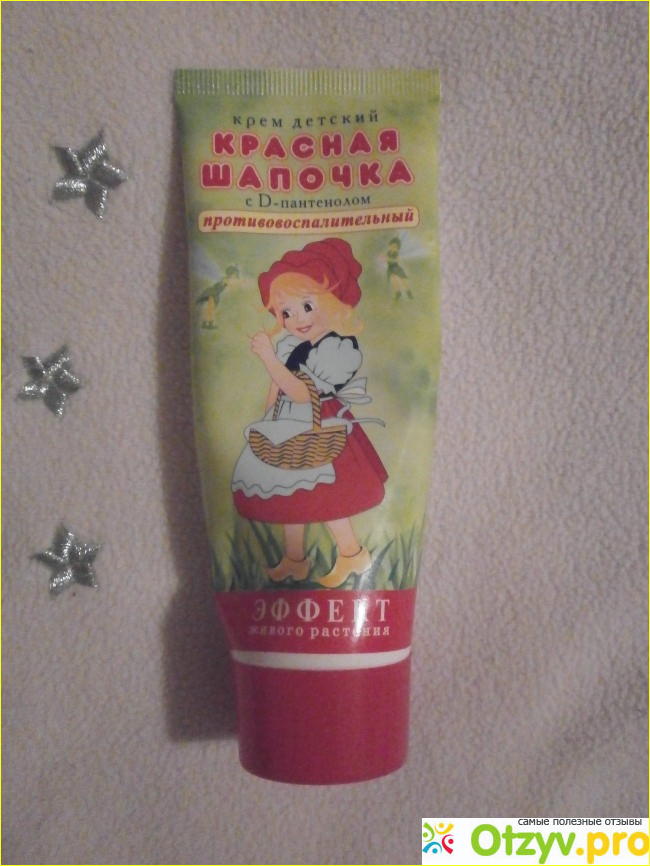 крем детский
КРАСНАЯ
ШАПОЧКА
с D-пантенолом
противовоспалительный
ЭФФЕКТ
живого растения
самые полезные отзывы
Otzyv.pro